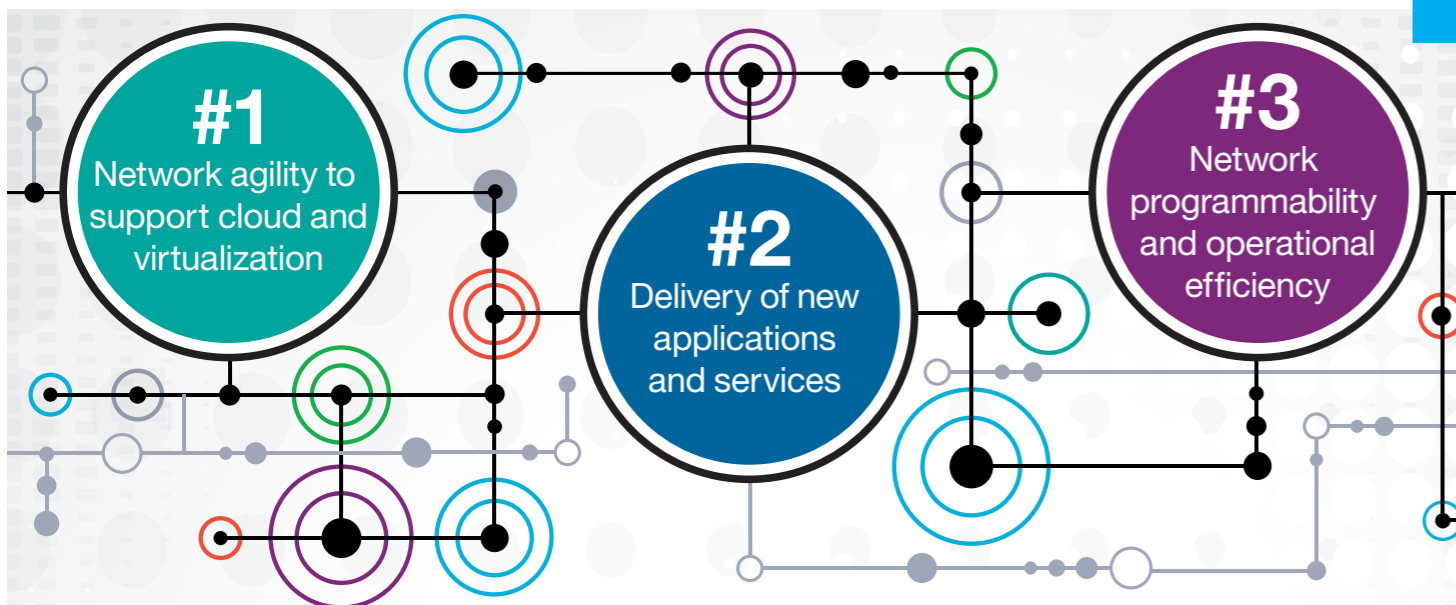 #1
Network agility to
support cloud and
virtualization
#2
Delivery of new
applications
and services
#3
Network
programmability
and operational
efficiency